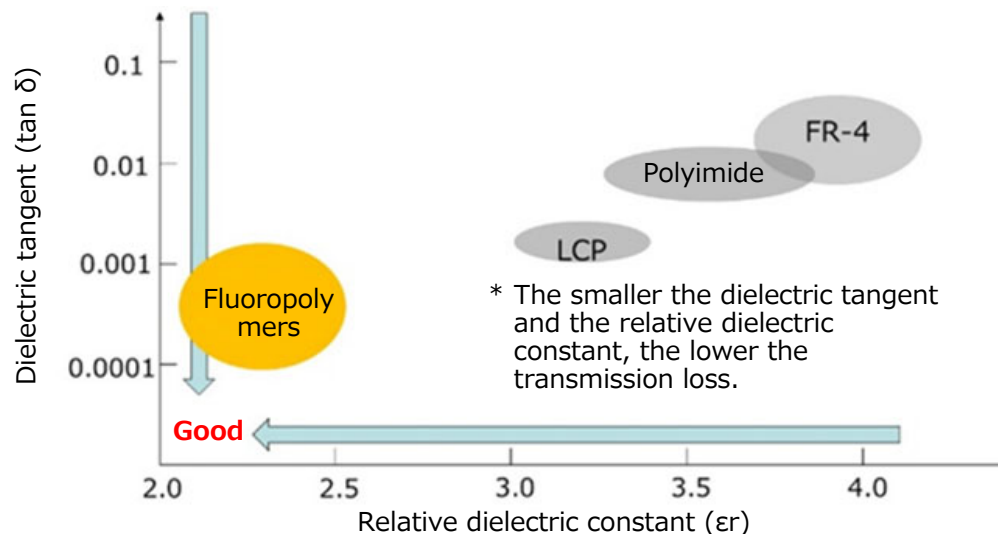 Dielectric tangent (tan δ)
0.1
0.01
0.001
0.0001
FR-4
Polyimide
LCP
Fluoropoly
mers
* The smaller the dielectric tangent
and the relative dielectric
constant, the lower the
transmission loss.
Good
2.0 2.5 3.0 3.5 4.0
Relative dielectric constant (εr)